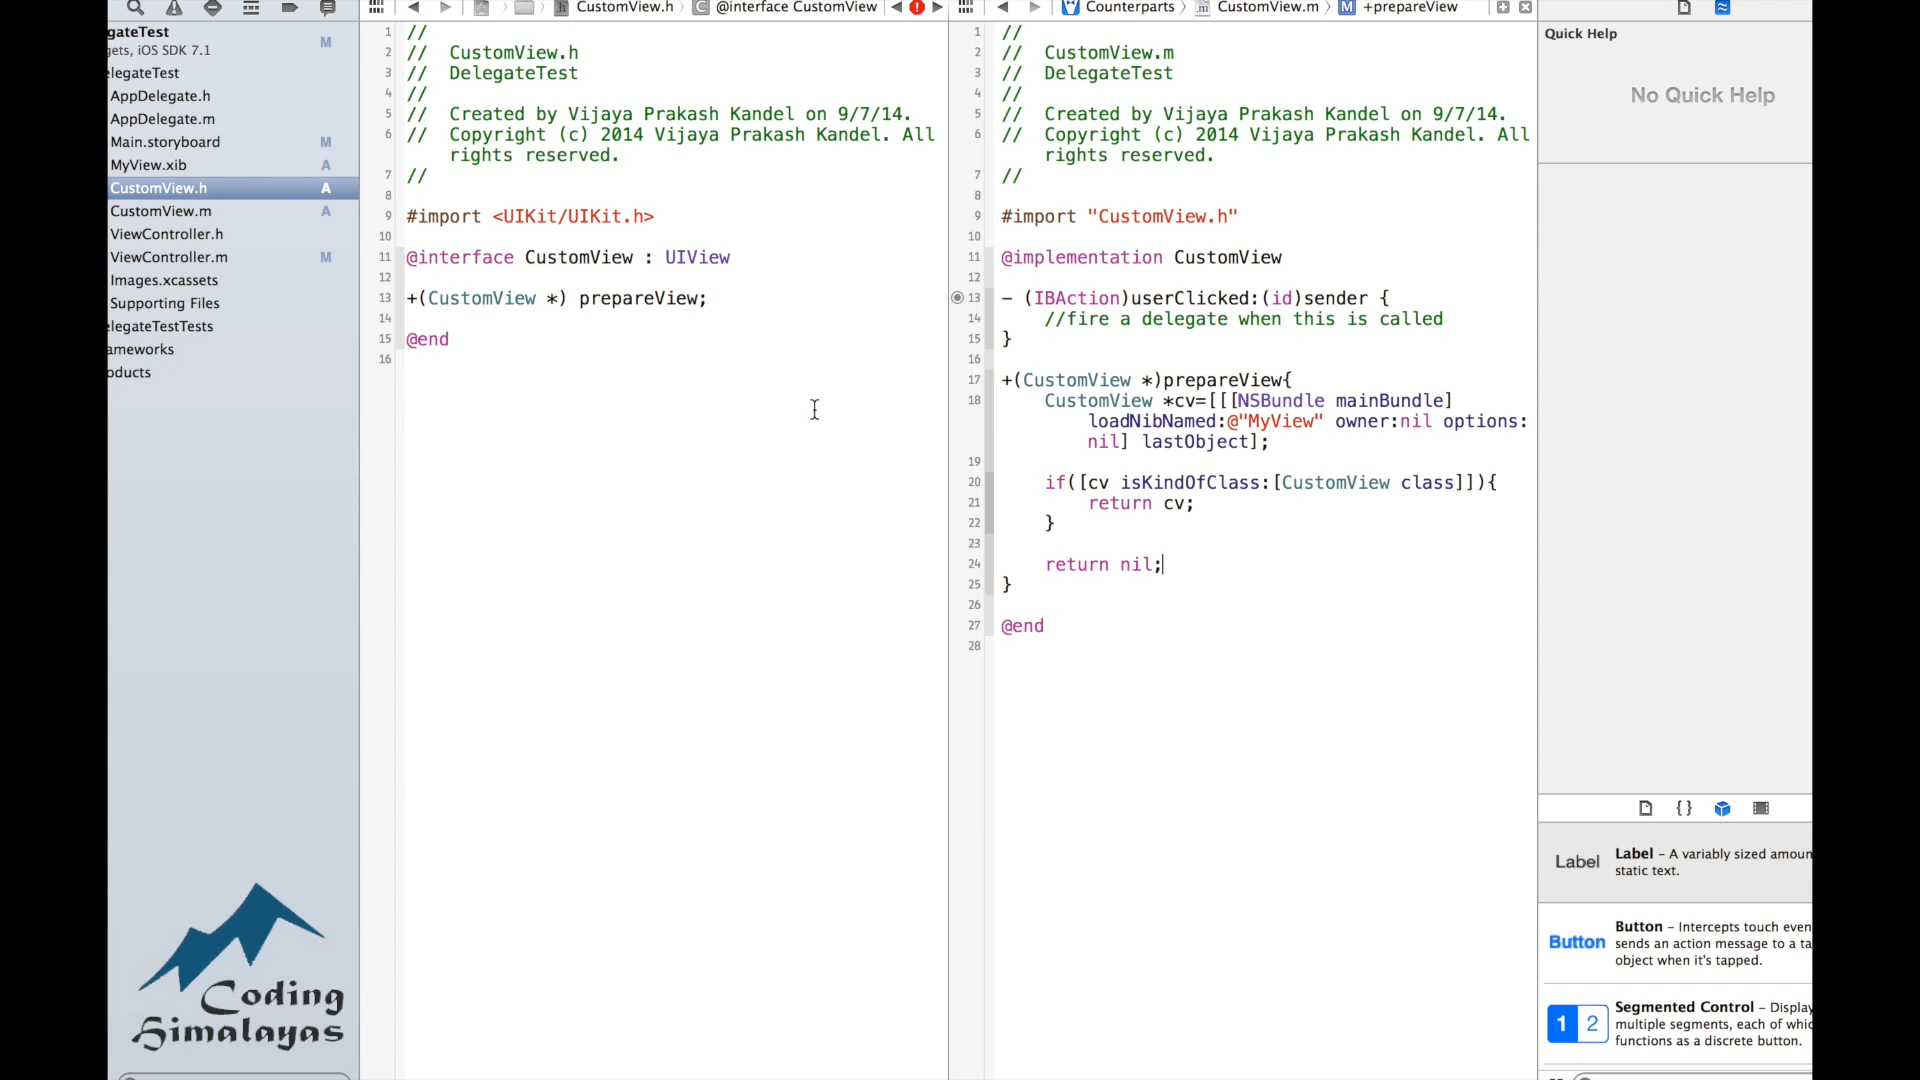 gateTest
gets, iOS SDK 7.1
M
elegateTest
AppDelegate.h
AppDelegate.m
Main.storyboard M
MyView.xib A
CustomView.h A
CustomView.m A
ViewController.h
ViewController.m M
Images.xcassets
Supporting Files
elegateTestTests
ameworks
oducts
Coding
Himalayas
CustomView.h @interface CustomView
1 //
2 // CustomView.h
3 // DelegateTest
4 //
5 // Created by Vijaya Prakash Kandel on 9/7/14.
6 // Copyright (c) 2014 Vijaya Prakash Kandel. All
rights reserved.
7 //
8
9 #import <UIKit/UIKit.h>
10
11 @interface CustomView : UIView
12
13 +(CustomView *) prepareView;
14
15 @end
16
Counterparts CustomView.m +prepareView
1 //
2 // CustomView.m
3 // DelegateTest
4 //
5 // Created by Vijaya Prakash Kandel on 9/7/14.
6 // Copyright (c) 2014 Vijaya Prakash Kandel. All
rights reserved.
7 //
8
9 #import "CustomView.h"
10
11 @implementation CustomView
12
13 - (IBAction)userClicked:(id)sender {
14 //fire a delegate when this is called
15 }
16
17 +(CustomView *)prepareView{
18 CustomView *cv=[[[NSBundle mainBundle]
loadNibNamed:@"MyView" owner:nil options:
nil] lastObject];
19
20 if([cv isKindOfClass:[CustomView class]]){
21 return cv;
22 }
23
24 return nil;
25 }
26
27 @end
28
Quick Help
No Quick Help
Label
Label – A variably sized amoun
static text.
Button
Button – Intercepts touch even
sends an action message to a ta
object when it's tapped.
1 2
Segmented Control – Display
multiple segments, each of whic
functions as a discrete button.